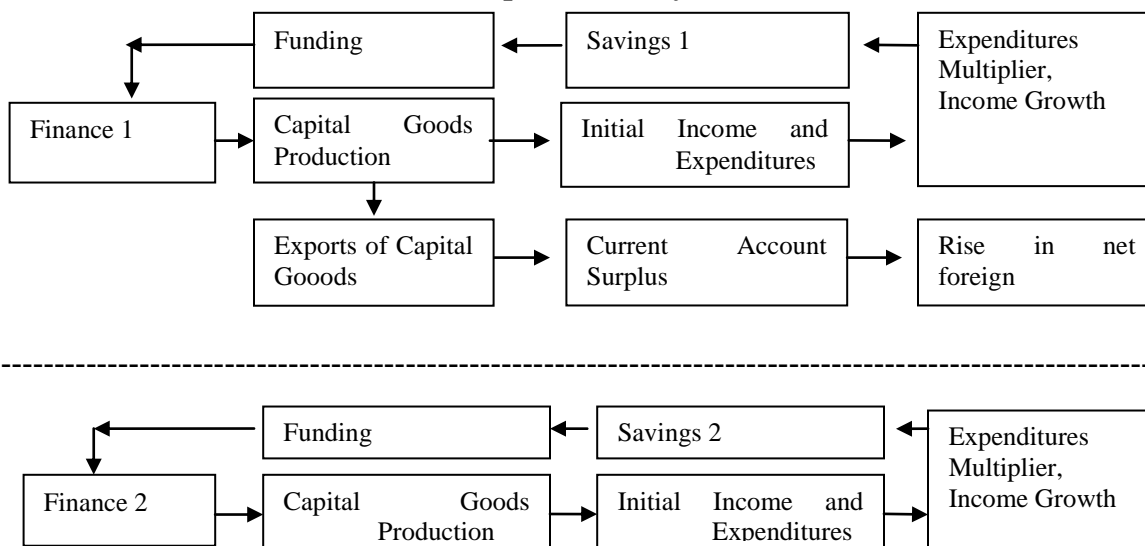 Funding
Savings 1
Expenditures
Multiplier,
Income Growth
Finance 1
Capital Goods
Production
Initial Income and
Expenditures
Exports of Capital
Gooods
Current Account
Surplus
Rise in net
foreign
Funding
Savings 2
Expenditures
Multiplier,
Income Growth
Finance 2
Capital Goods
Production
Initial Income and
Expenditures